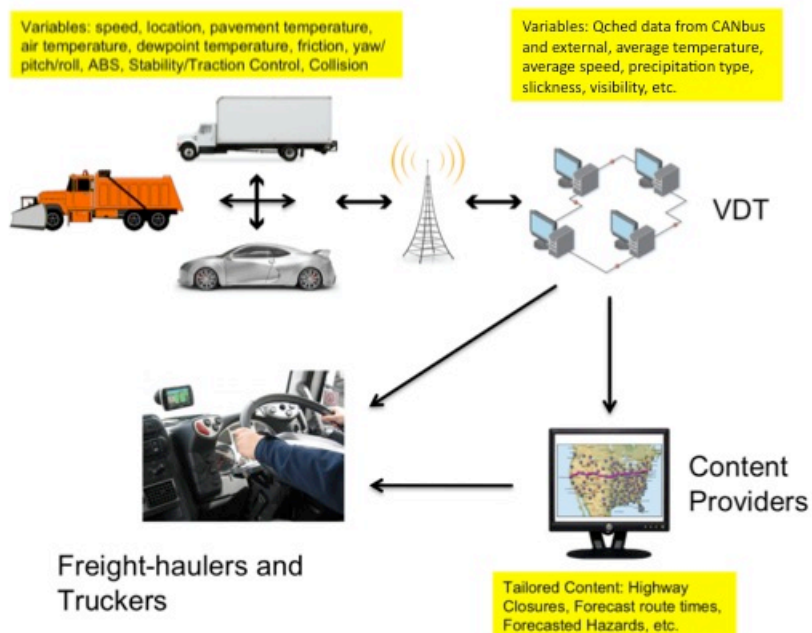 Variables: speed, location, pavement temperature,
air temperature, dewpoint temperature, friction, yaw/
pitch/roll, ABS, Stability/Traction Control, Collision
Variables: Qched data from CANbus
and external, average temperature,
average speed, precipitation type,
slickness, visibility, etc.
VDT
Content
Providers
Freight-haulers and
Truckers
Tailored Content: Highway
Closures, Forecast route times,
Forecasted Hazards, etc.